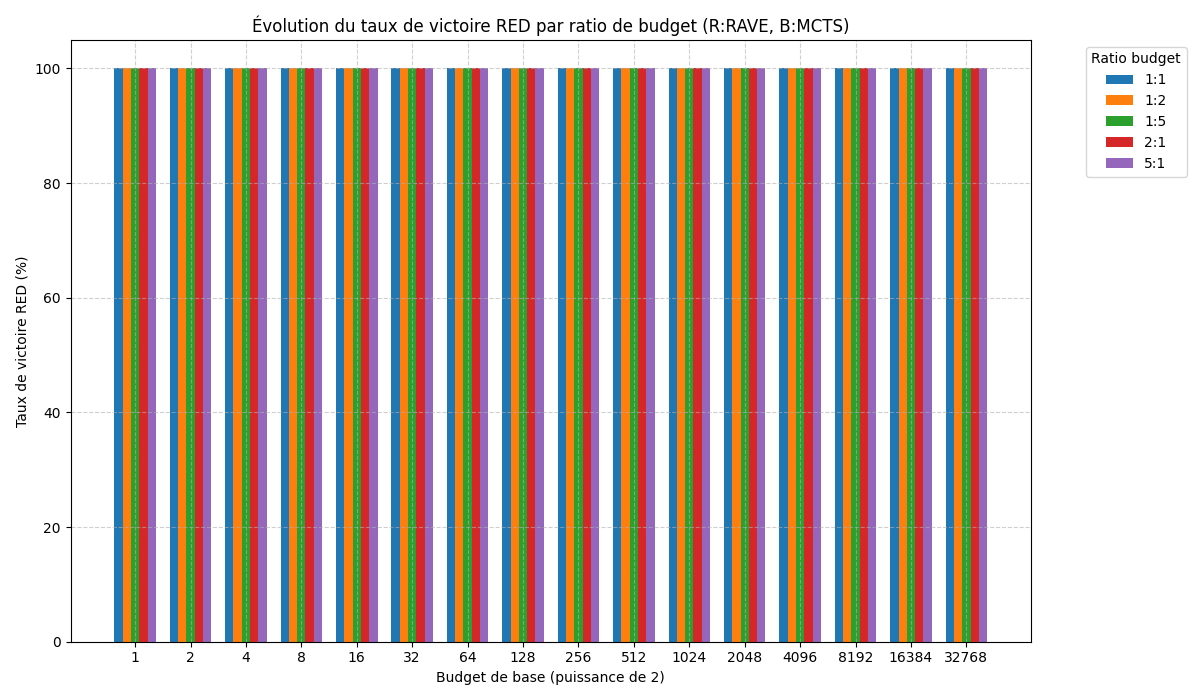 Évolution du taux de victoire RED par ratio de budget (R:RAVE, B:MCTS)
Ratio budget
1:1
1:2
1:5
2:1
5:1
Taux de victoire RED (%)
100
80
60
40
20
0
1 2 4 8 16 32 64 128 256 512 1024 2048 4096 8192 16384 32768
Budget de base (puissance de 2)